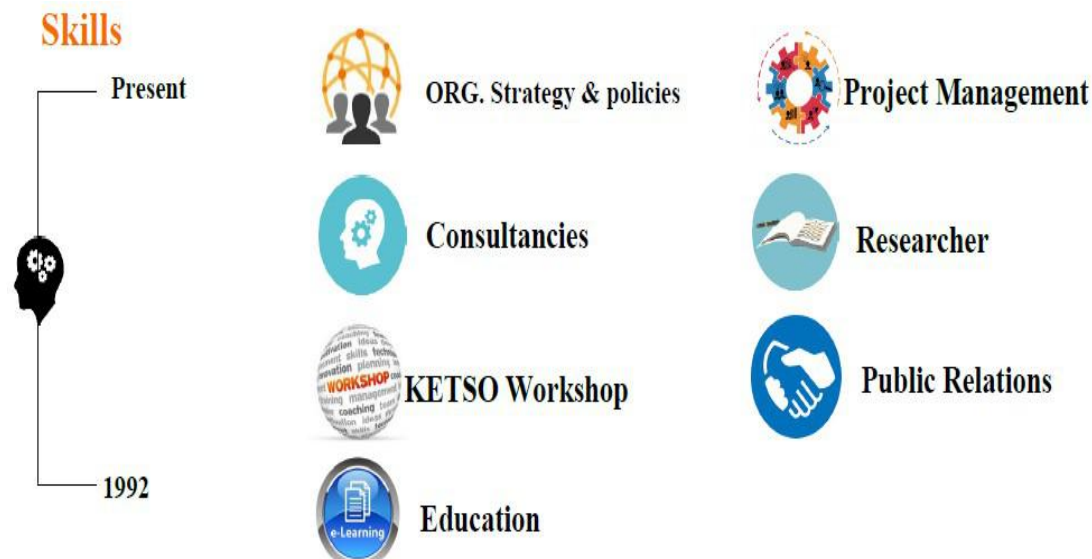 Skills
Present
ORG. Strategy & policies
Project Management
Consultancies
Researcher
WORKSHOP
KETSO Workshop
Public Relations
1992
e-Learning
Education